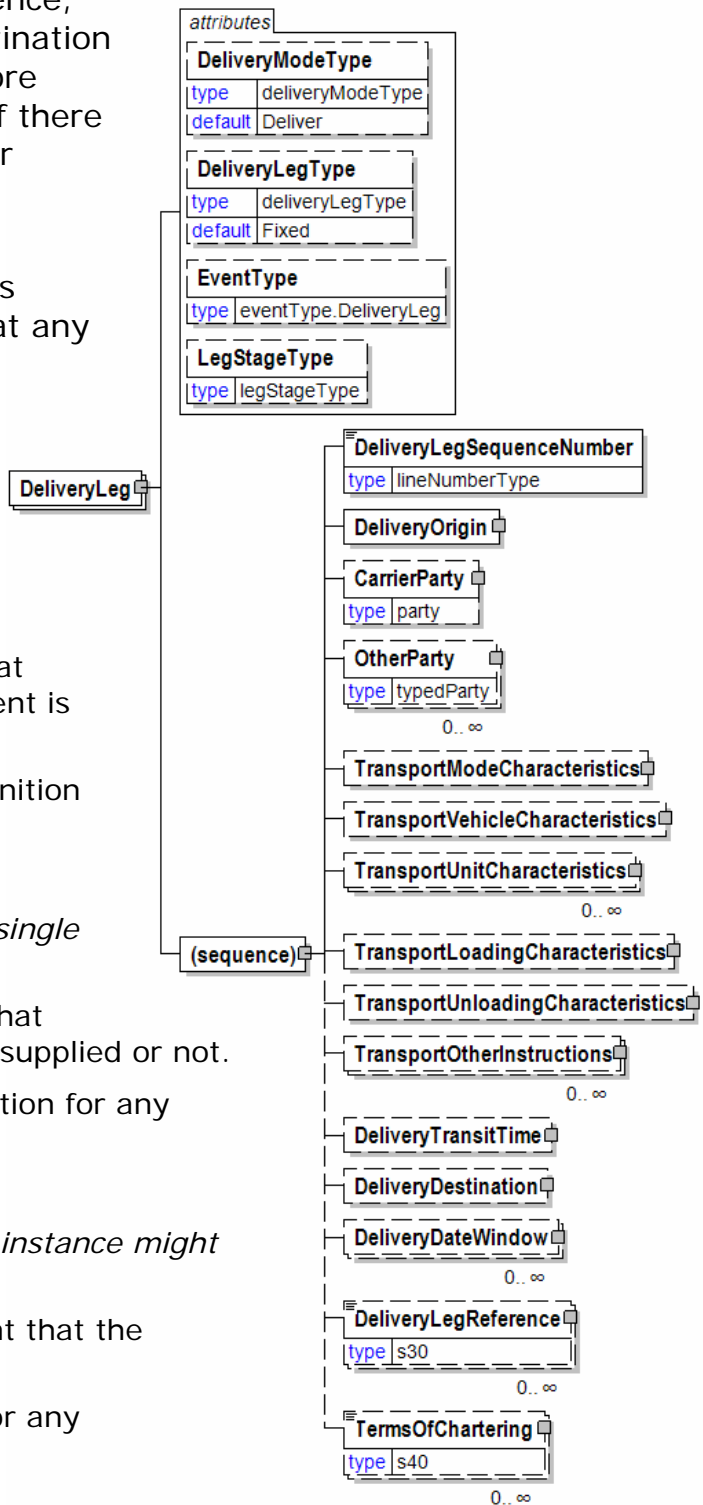 ence,
ination
ore
f there
r
s
at any
at
ent is
nition
single
hat
supplied or not.
tion for any
instance might
nt that the
or any
attributes
DeliveryModeType
type deliveryModeType
default Deliver
DeliveryLegType
type deliveryLegType
default Fixed
EventType
type eventType.DeliveryLeg
LegStageType
type legStageType
DeliveryLeg
(sequence)
DeliveryLegSequenceNumber
type lineNumberType
DeliveryOrigin
CarrierParty
type party
OtherParty
type typedParty
0.. ∞
TransportModeCharacteristics
TransportVehicleCharacteristics
TransportUnitCharacteristics
0.. ∞
TransportLoadingCharacteristics
TransportUnloadingCharacteristics
TransportOtherInstructions
0.. ∞
DeliveryTransitTime
DeliveryDestination
DeliveryDateWindow
0.. ∞
DeliveryLegReference
type s30
0.. ∞
TermsOfChartering
type s40
0.. ∞